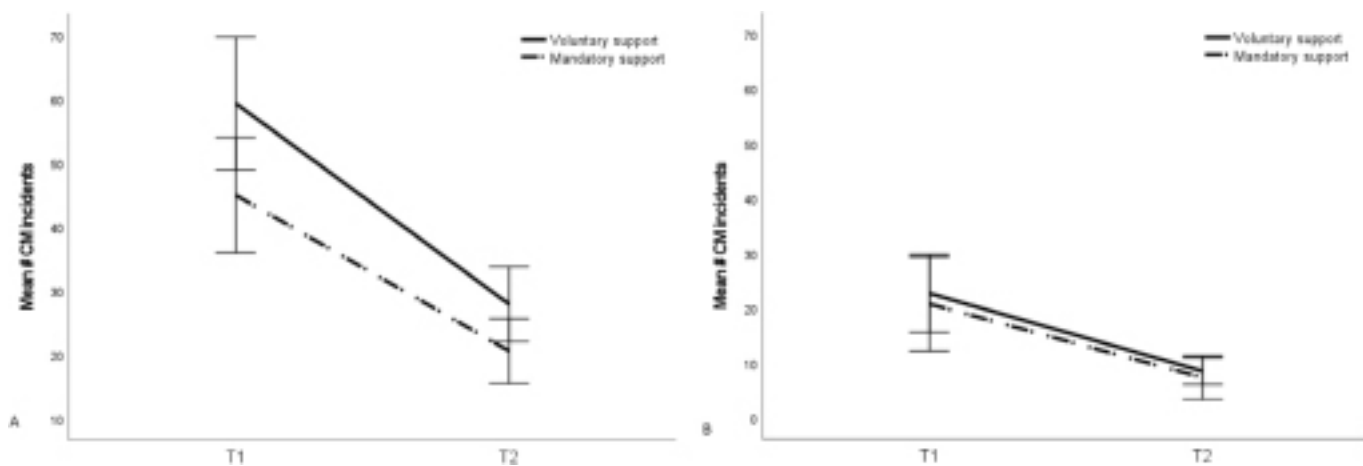 70
60
50
40
30
20
10
Mean # CM incidents
Voluntary support
Mandatory support
T1
T2
A
70
60
50
40
30
20
10
0
Mean # CM incidents
Voluntary support
Mandatory support
T1
T2
B